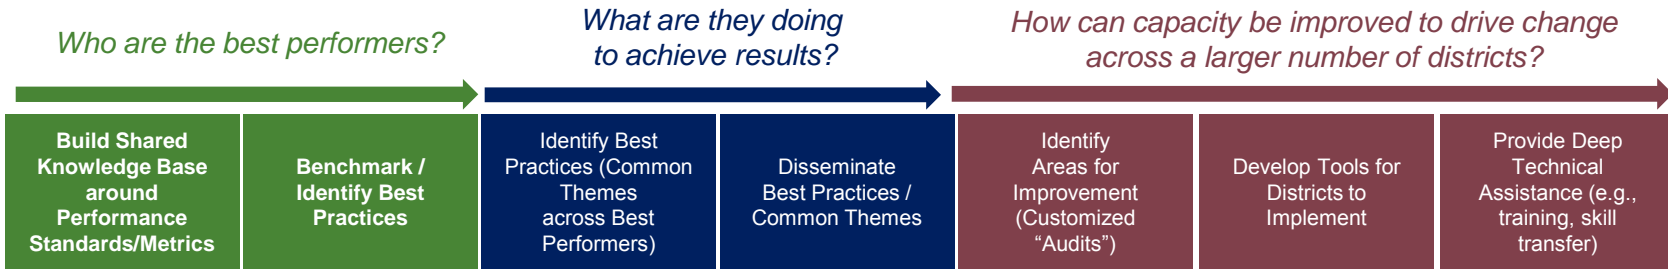 Who are the best performers?
What are they doing
to achieve results?
How can capacity be improved to drive change
across a larger number of districts?
Build Shared
Knowledge Base
around
Performance
Standards/Metrics
Benchmark /
Identify Best
Practices
Identify Best
Practices (Common
Themes
across Best
Performers)
Disseminate
Best Practices /
Common Themes
Identify
Areas for
Improvement
(Customized
“Audits”)
Develop Tools for
Districts to
Implement
Provide Deep
Technical
Assistance (e.g.,
training, skill
transfer)